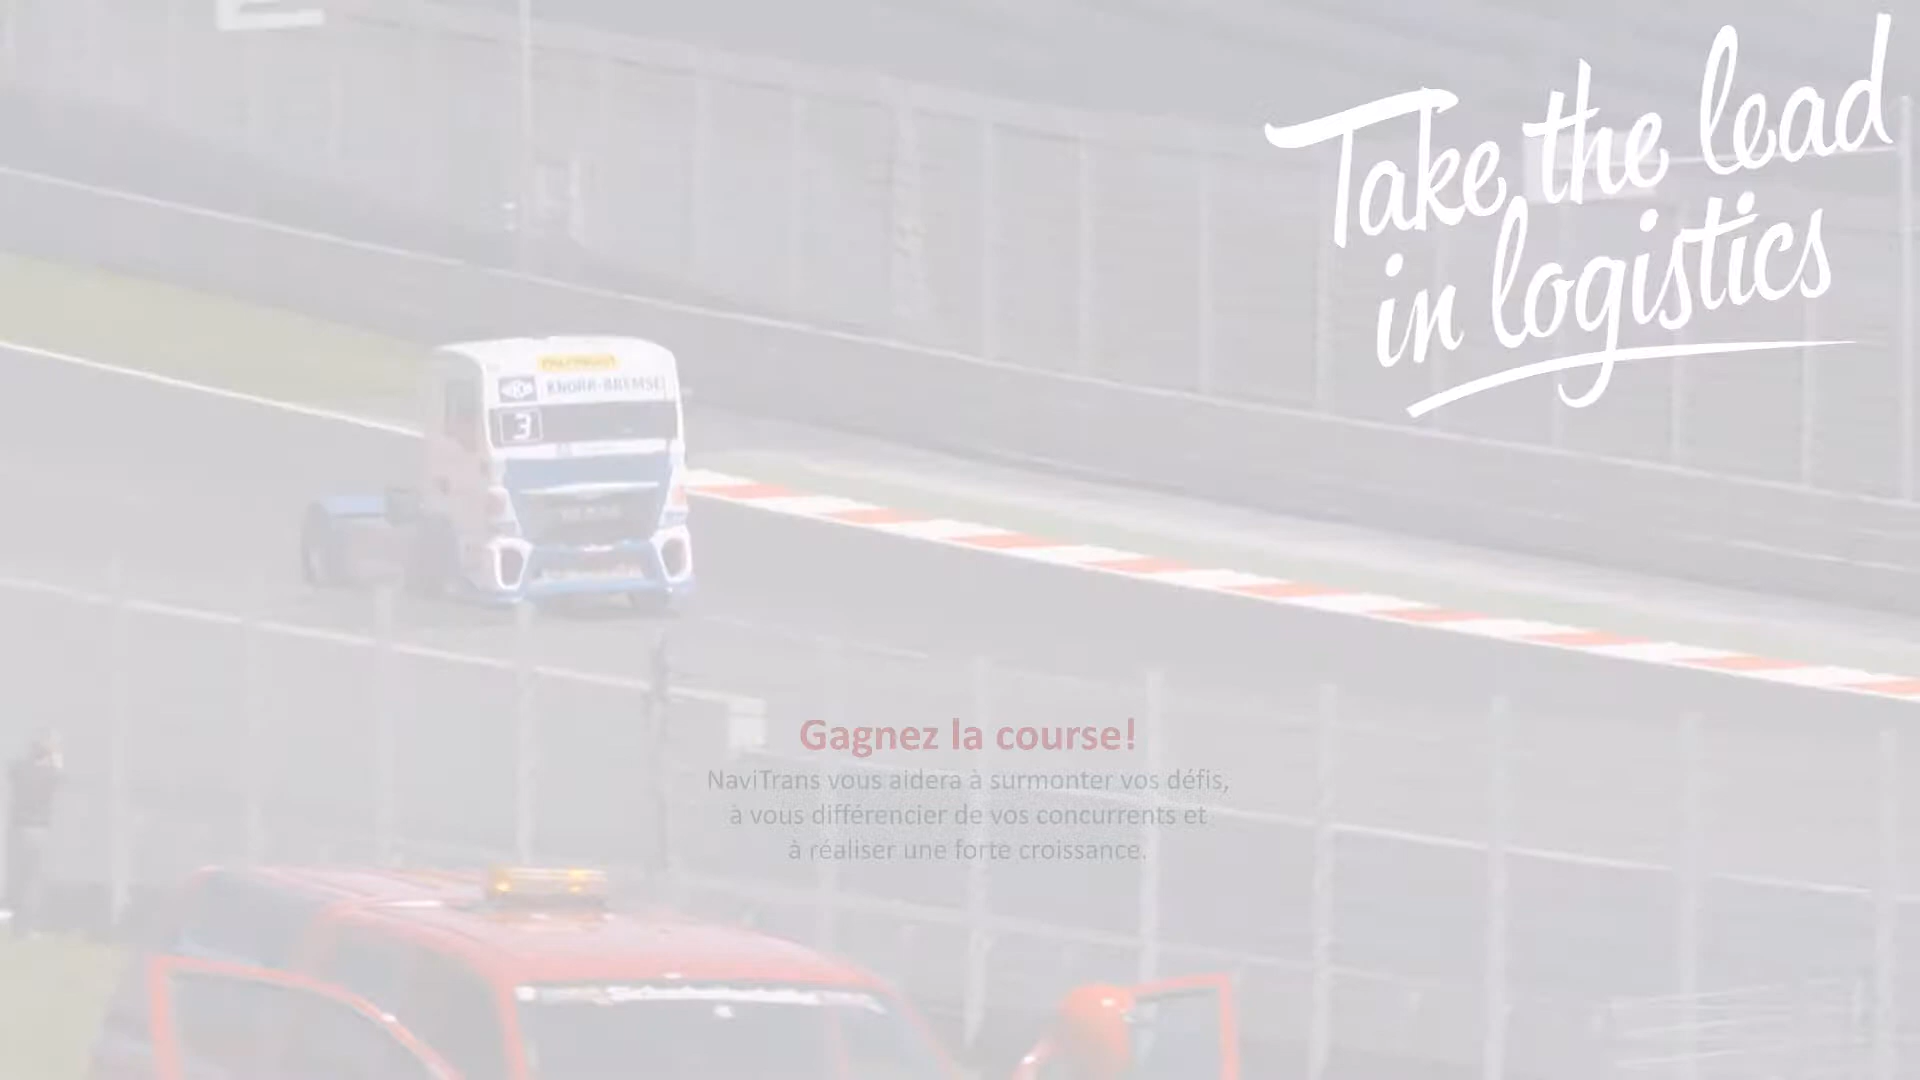 Take the lead
in logistics
KNORR-BREMSE
3
Gagnez la course!
NaviTrans vous aidera à surmonter vos défis,
à vous différencier de vos concurrents et
à réaliser une forte croissance.